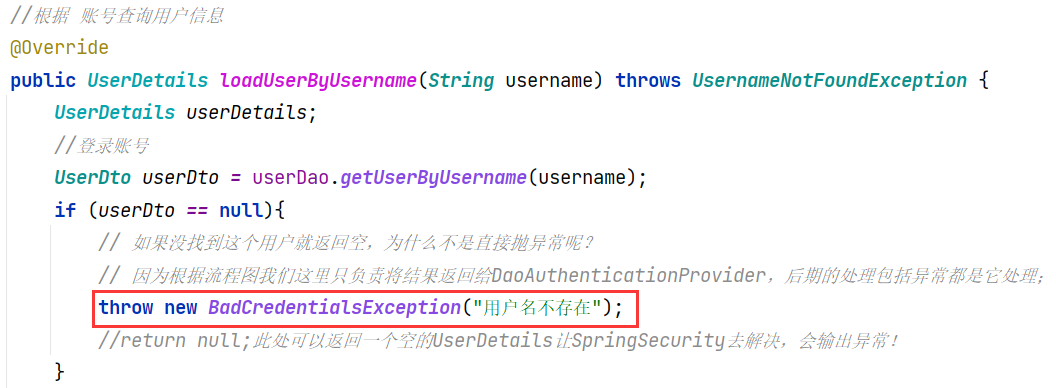 //根据 账号查询用户信息
@Override
public UserDetails loadUserByUsername(String username) throws UsernameNotFoundException {
UserDetails userDetails;
//登录账号
UserDto userDto = userDao.getUserByUsername(username);
if (userDto == null){
// 如果没找到这个用户就返回空，为什么不是直接抛异常呢?
// 因为根据流程图我们这里只负责将结果返回给DaoAuthenticationProvider，后期的处理包括异常都是它处理;
throw new BadCredentialsException("用户名不存在");
//return null;此处可以返回一个空的UserDetails让SpringSecurity去解决，会输出异常!
}